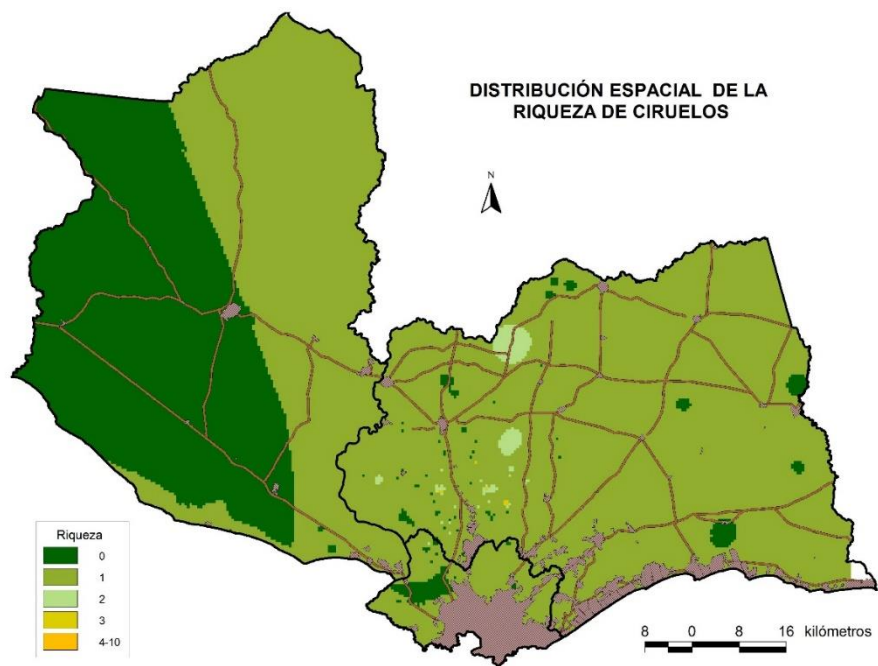 DISTRIBUCIÓN ESPACIAL DE LA
RIQUEZA DE CIRUELOS
N
Riqueza
0
1
2
3
4-10
8 0 8 16 kilómetros